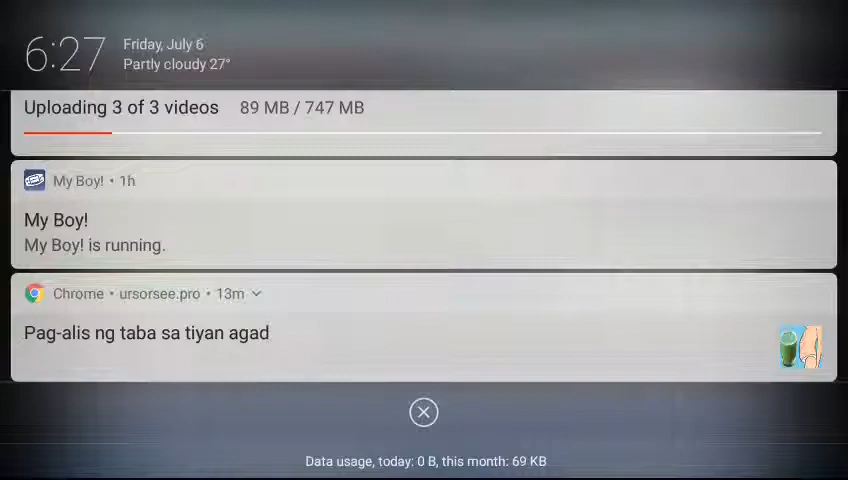 6:27
Friday, July 6
Partly cloudy 27°
Uploading 3 of 3 videos 89 MB / 747 MB
My Boy! • 1h
My Boy!
My Boy! is running.
Chrome • ursorsee.pro • 13m
Pag-alis ng taba sa tiyan agad
Data usage, today: 0 B, this month: 69 KB